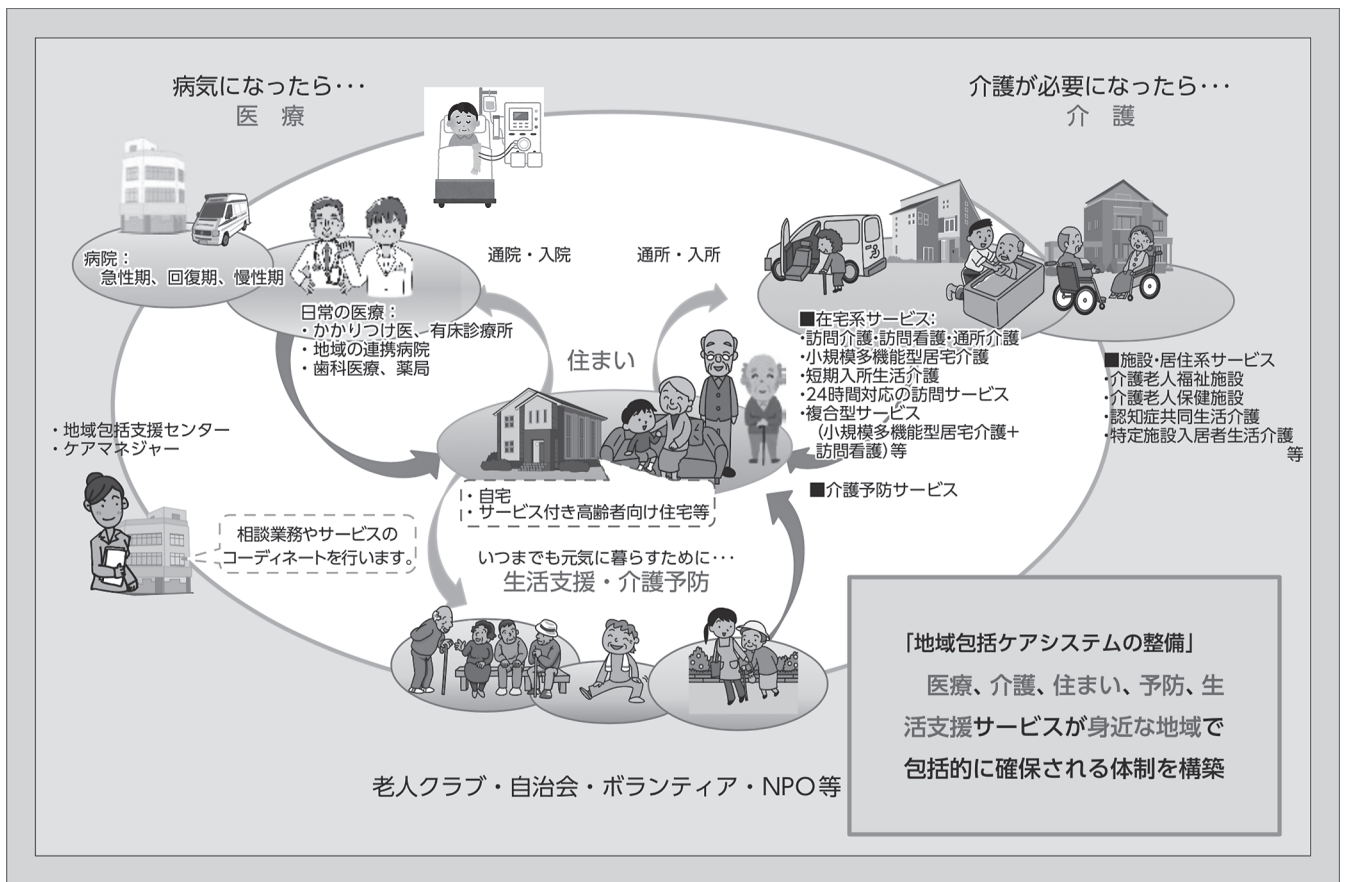 病気になったら･･･
医　療
介護が必要になったら･･･
介　護
病院：
急性期、回復期、慢性期
日常の医療：
・かかりつけ医、有床診療所
・地域の連携病院
・歯科医療、薬局
通院・入院
通所・入所
住まい
■在宅系サービス:
・訪問介護・訪問看護・通所介護
・小規模多機能型居宅介護
・短期入所生活介護
・24時間対応の訪問サービス
・複合型サービス
（小規模多機能型居宅介護＋
訪問看護）等
■施設・居住系サービス
・介護老人福祉施設
・介護老人保健施設
・認知症共同生活介護
・特定施設入居者生活介護
等
■介護予防サービス
・地域包括支援センター
・ケアマネジャー
相談業務やサービスの
コーディネートを行います。
・自宅
・サービス付き高齢者向け住宅等
いつまでも元気に暮らすために･･･
生活支援・介護予防
老人クラブ・自治会・ボランティア・NPO等
「地域包括ケアシステムの整備」
医療、介護、住まい、予防、生
活支援サービスが身近な地域で
包括的に確保される体制を構築